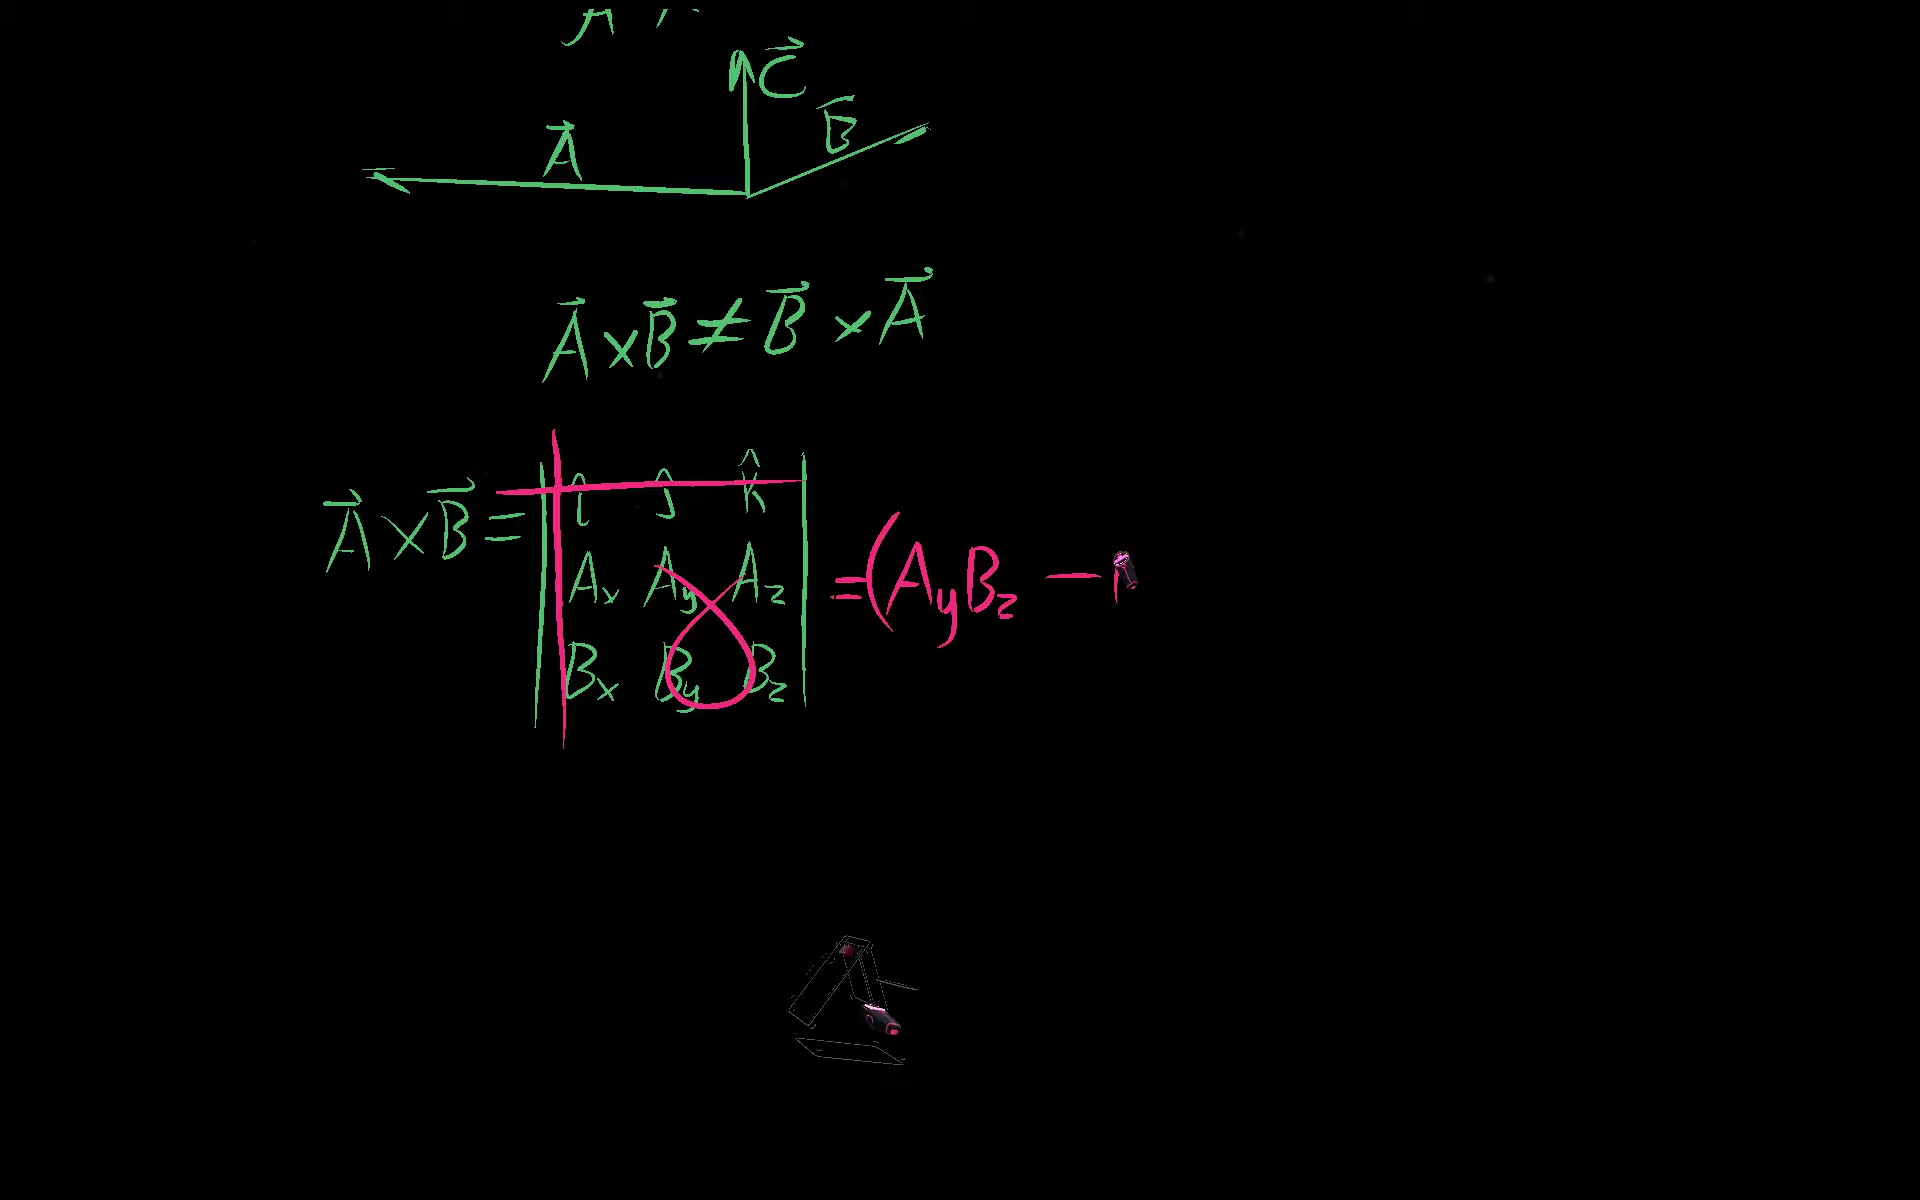 C⃗
B⃗
A⃗
A⃗ × B⃗ ≠ B⃗ × A⃗
î ĵ k̂
A⃗ × B⃗ = | Ax Ay Az | = (AyBz −
Bx By Bz